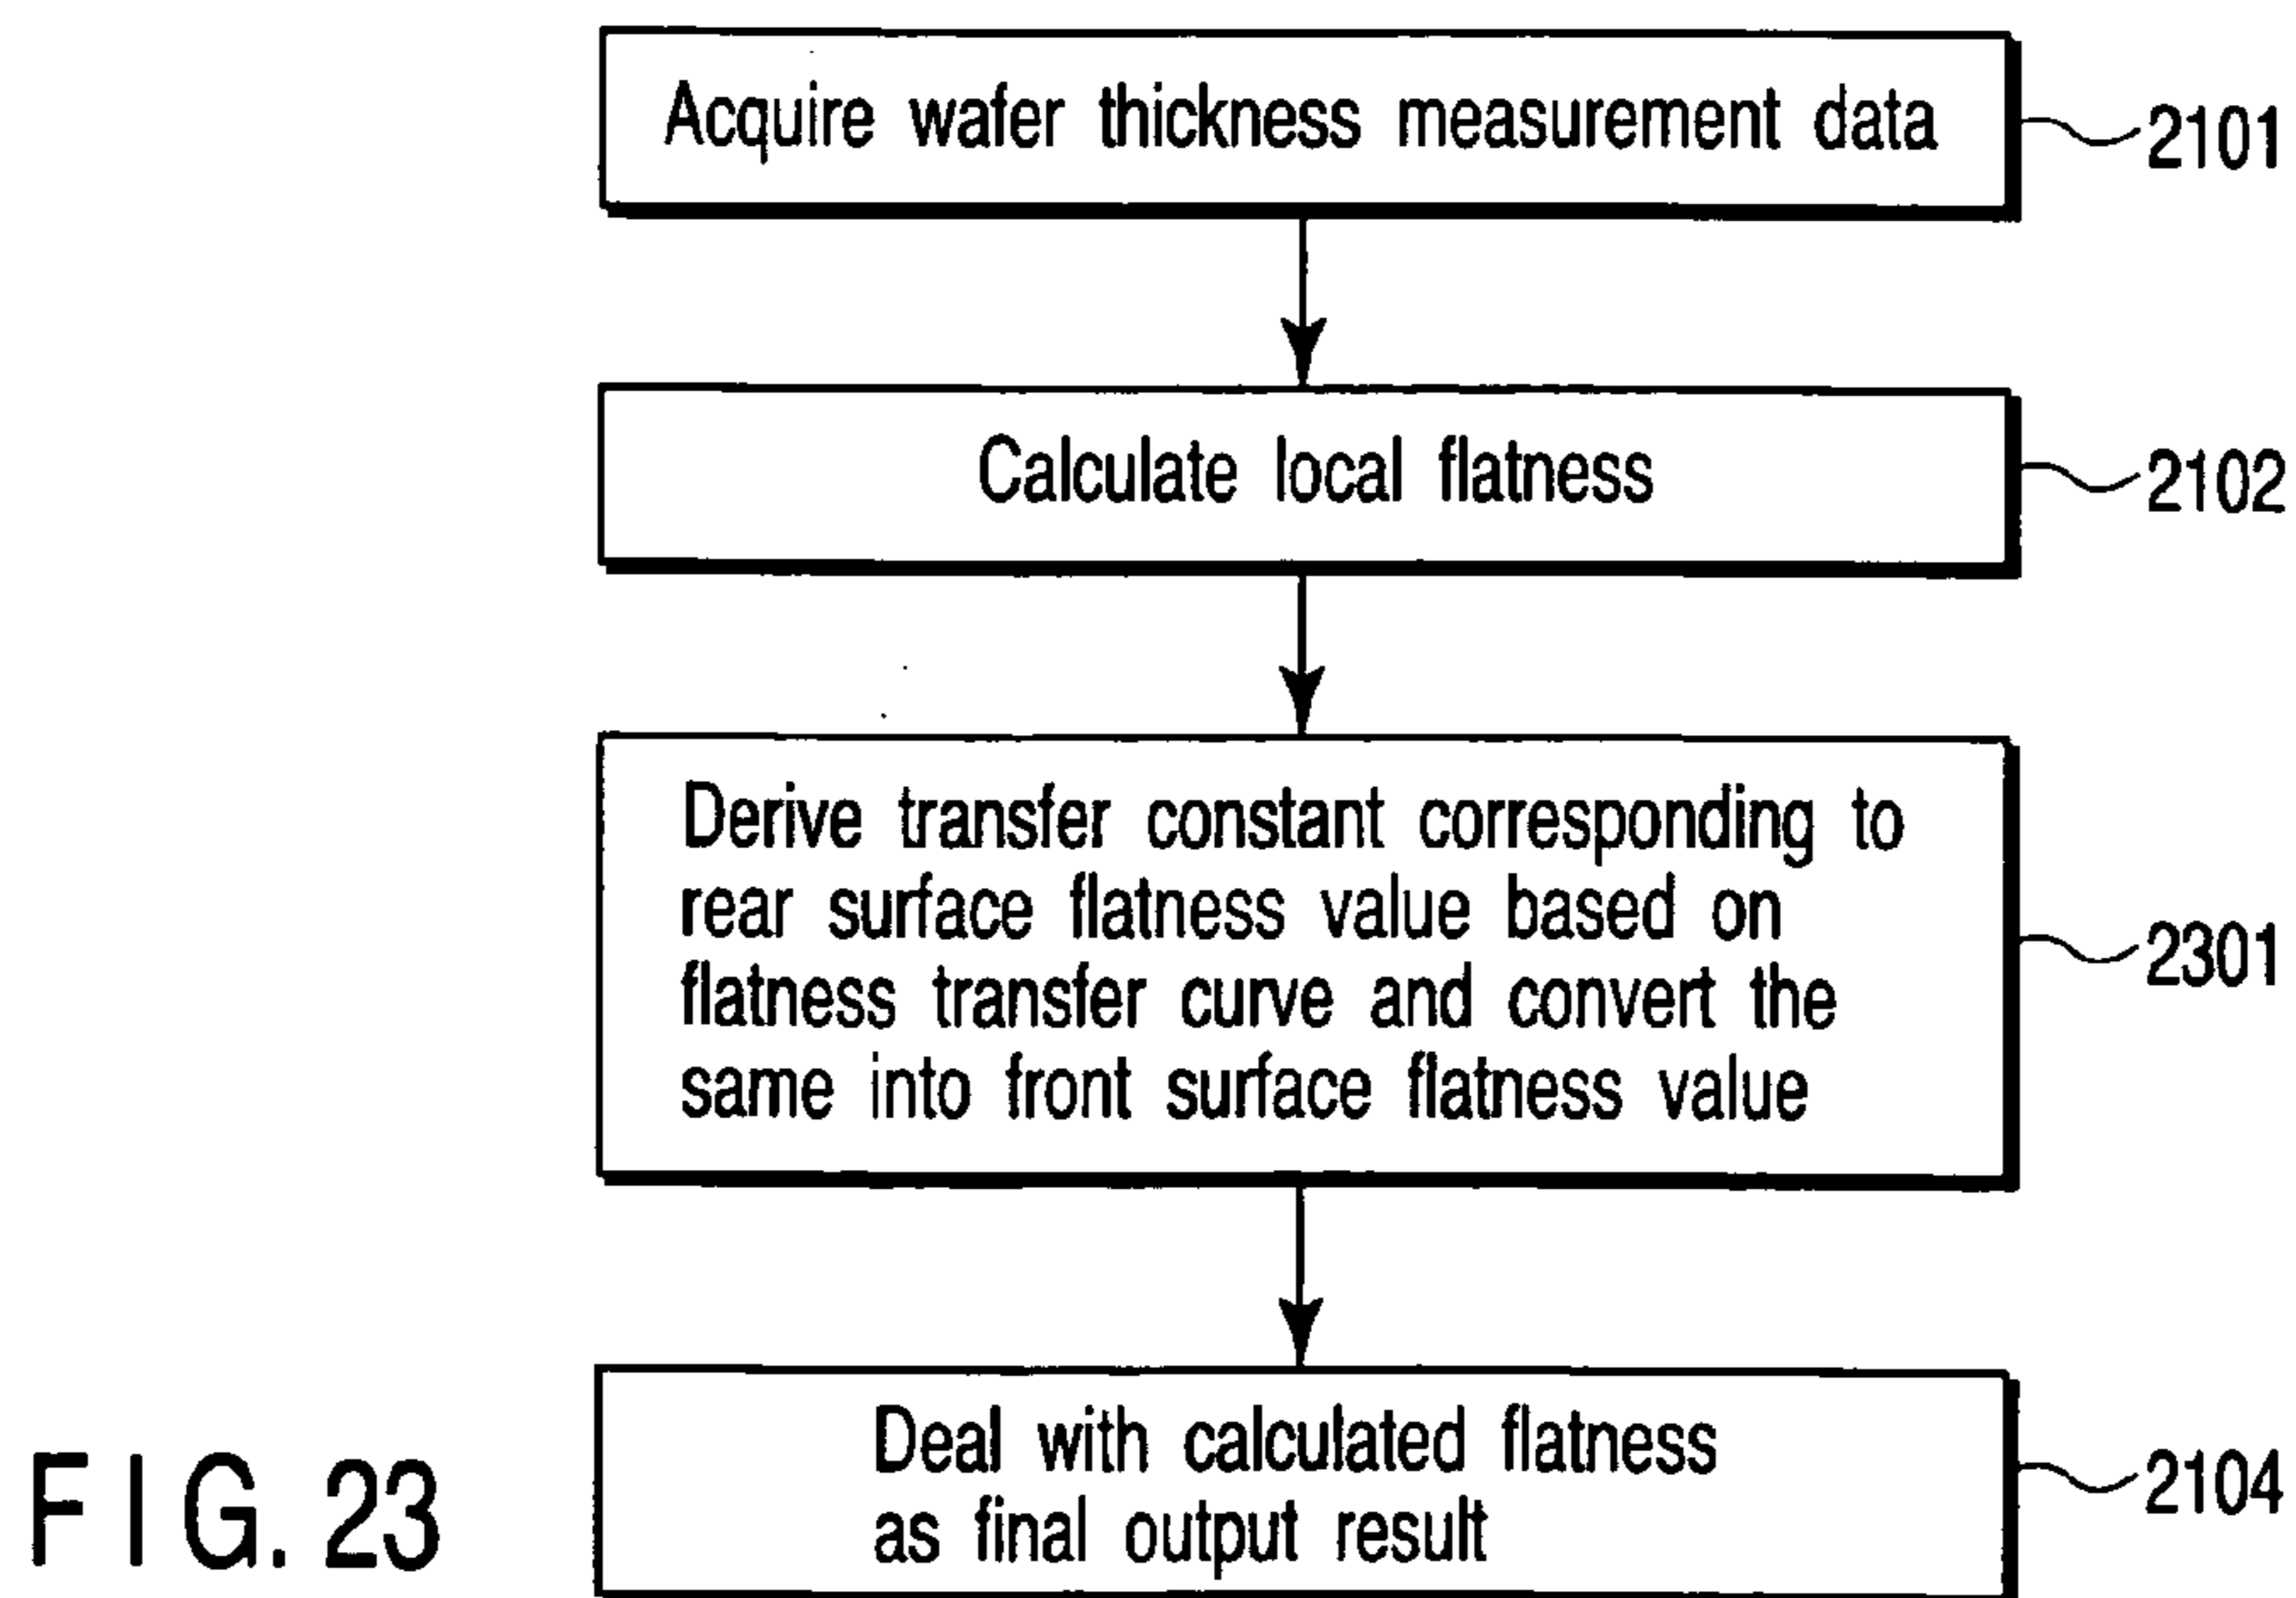 Acquire wafer thickness measurement data
2101
Calculate local flatness
2102
Derive transfer constant corresponding to
rear surface flatness value based on
flatness transfer curve and convert the
same into front surface flatness value
2301
Deal with calculated flatness
as final output result
2104
FIG. 23